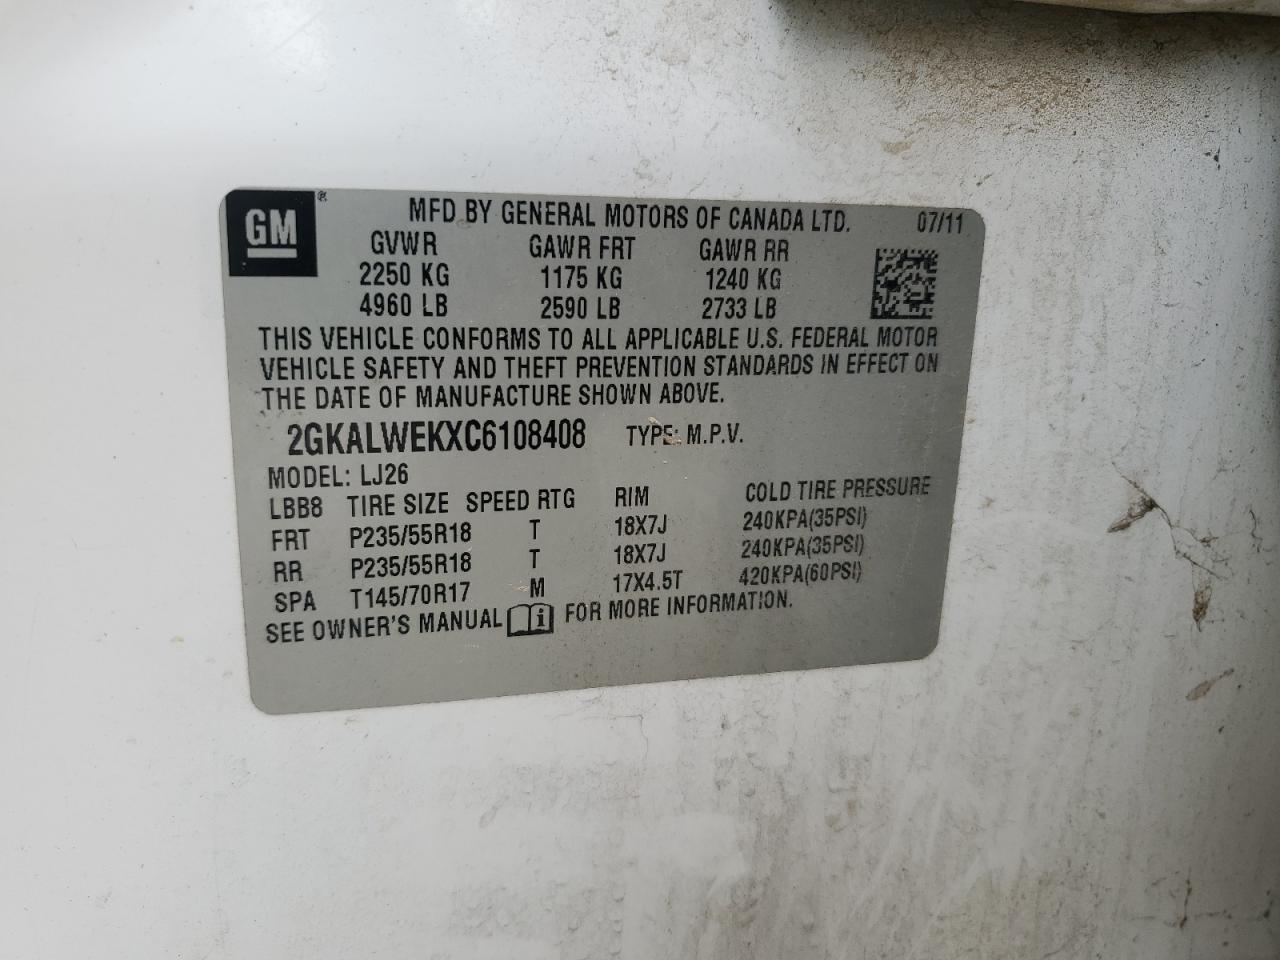 GM® MFD BY GENERAL MOTORS OF CANADA LTD. 07/11
GVWR GAWR FRT GAWR RR
2250 KG 1175 KG 1240 KG
4960 LB 2590 LB 2733 LB
THIS VEHICLE CONFORMS TO ALL APPLICABLE U.S. FEDERAL MOTOR
VEHICLE SAFETY AND THEFT PREVENTION STANDARDS IN EFFECT ON
THE DATE OF MANUFACTURE SHOWN ABOVE.
2GKALWEKXC6108408 TYPE: M.P.V.
MODEL: LJ26
LBB8 TIRE SIZE SPEED RTG RIM COLD TIRE PRESSURE
FRT P235/55R18 T 18X7J 240KPA(35PSI)
RR P235/55R18 T 18X7J 240KPA(35PSI)
SPA T145/70R17 M 17X4.5T 420KPA(60PSI)
SEE OWNER'S MANUAL i FOR MORE INFORMATION.